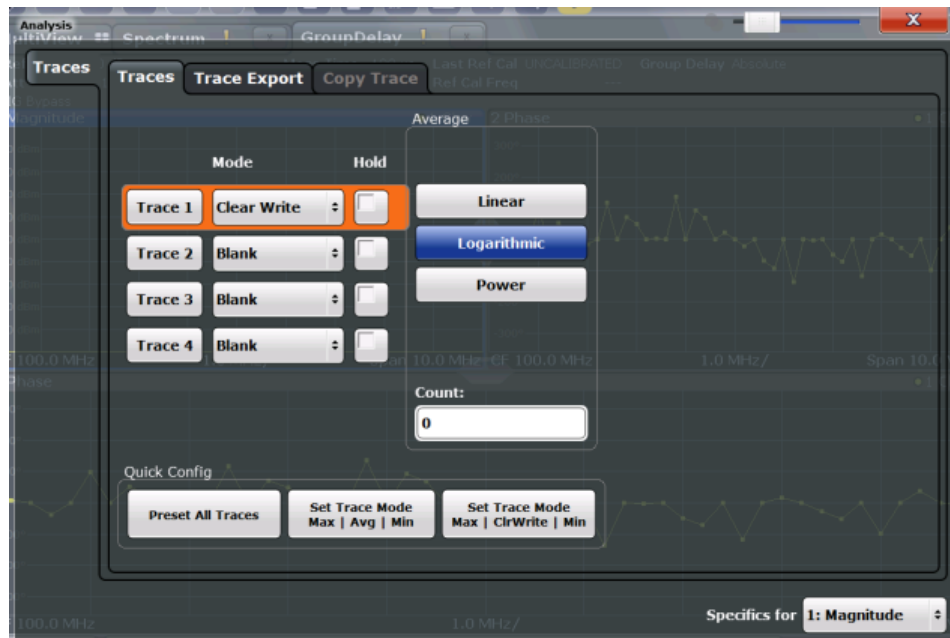 Analysis
MultiView Spectrum ! GroupDelay !
Last Ref Cal UNCALIBRATED Group Delay Absolute
Ref Cal Freq
Bypass
Magnitude
2 Phase
Traces
Traces Trace Export Copy Trace
Average
Mode Hold
Trace 1 Clear Write
Trace 2 Blank
Trace 3 Blank
Trace 4 Blank
Linear
Logarithmic
Power
100.0 MHz
Span 10.0 MHz CF 100.0 MHz 1.0 MHz/ Span 10.0
Phase
Count:
0
Quick Config
Preset All Traces
Set Trace Mode
Max | Avg | Min
Set Trace Mode
Max | ClrWrite | Min
100.0 MHz 1.0 MHz/
Specifics for 1: Magnitude